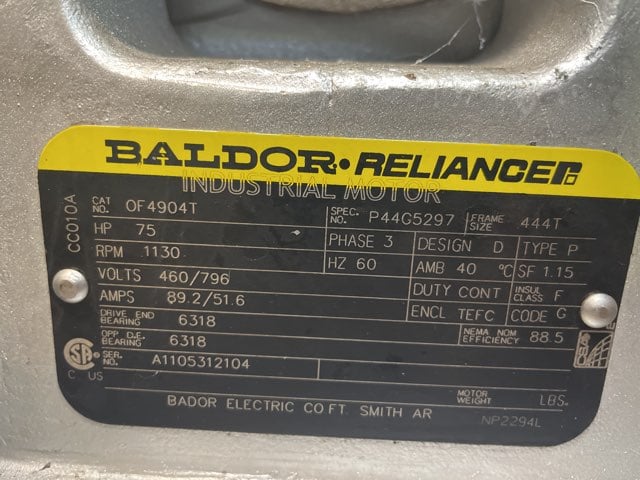 BALDOR • RELIANCER
INDUSTRIAL MOTOR
CC010A
CAT NO. OF4904T SPEC. NO. P44G5297 FRAME SIZE 444T
HP 75 PHASE 3 DESIGN D TYPE P
RPM 1130 HZ 60 AMB 40 °C SF 1.15
VOLTS 460/796 DUTY CONT INSUL CLASS F
AMPS 89.2/51.6 ENCL TEFC CODE G
DRIVE END BEARING 6318 NEMA NOM EFFICIENCY 88.5
OPP D.E. BEARING 6318
SER. NO. A1105312104
SA
C US
MOTOR WEIGHT LBS.
BADOR ELECTRIC CO FT. SMITH AR
NP2294L